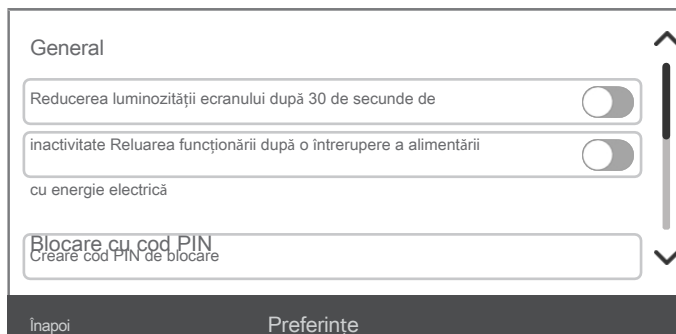 General
Reducerea luminozității ecranului după 30 de secunde de
inactivitate Reluarea funcționării după o întrerupere a alimentării
cu energie electrică
Blocare cu cod PIN
Creare cod PIN de blocare
Înapoi
Preferințe